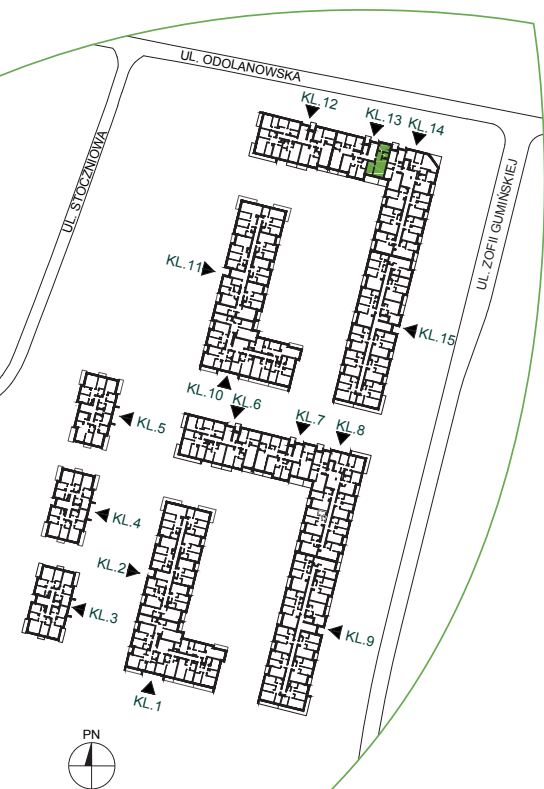 UL. ODOLANOWSKA
KL.12
KL.13
KL.14
UL. STOCZNIOWA
UL. ZOFII GUMIŃSKIEJ
KL.11
KL.15
KL.10
KL.6
KL.7
KL.8
KL.5
KL.4
KL.2
KL.3
KL.9
KL.1
PN